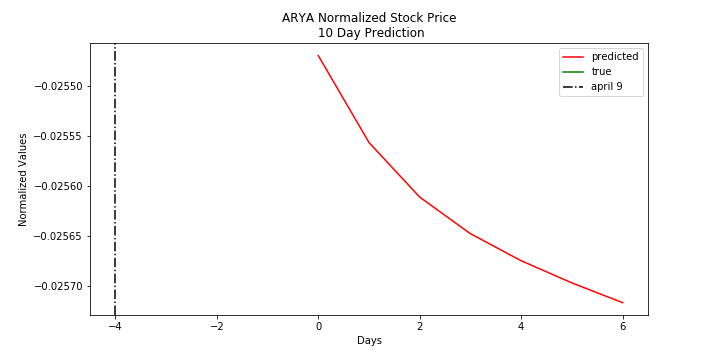 ARYA Normalized Stock Price
10 Day Prediction
predicted
true
april 9
Normalized Values
−0.02550
−0.02555
−0.02560
−0.02565
−0.02570
−4
−2
0
2
4
6
Days